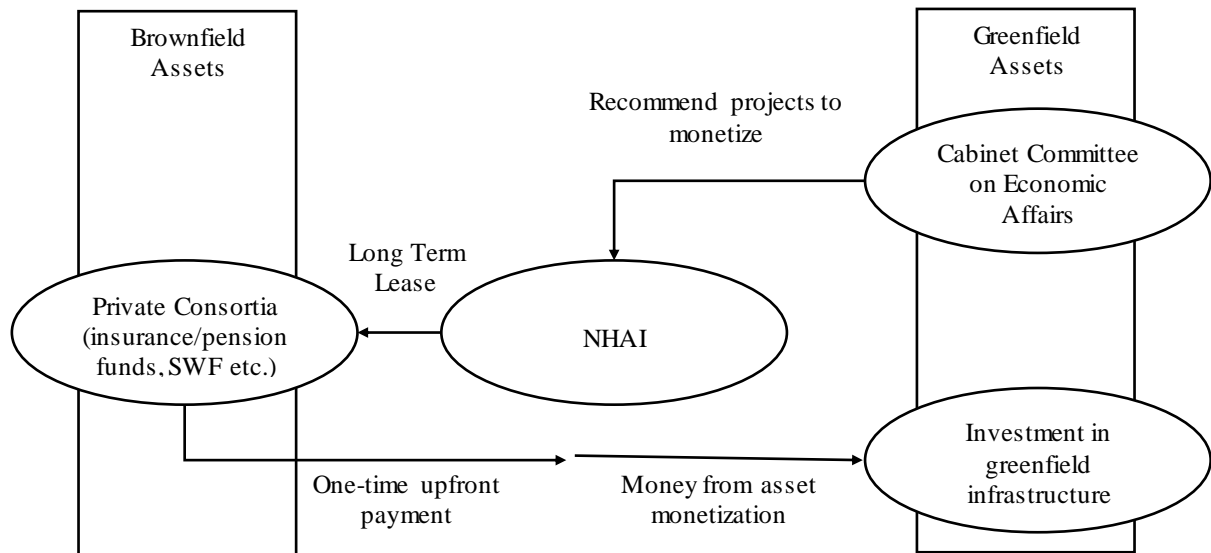 Brownfield
Assets
Greenfield
Assets
Recommend projects to
monetize
Cabinet Committee
on Economic
Affairs
Long Term
Lease
Private Consortia
(insurance/pension
funds, SWF etc.)
NHAI
One-time upfront
payment
Money from asset
monetization
Investment in
greenfield
infrastructure